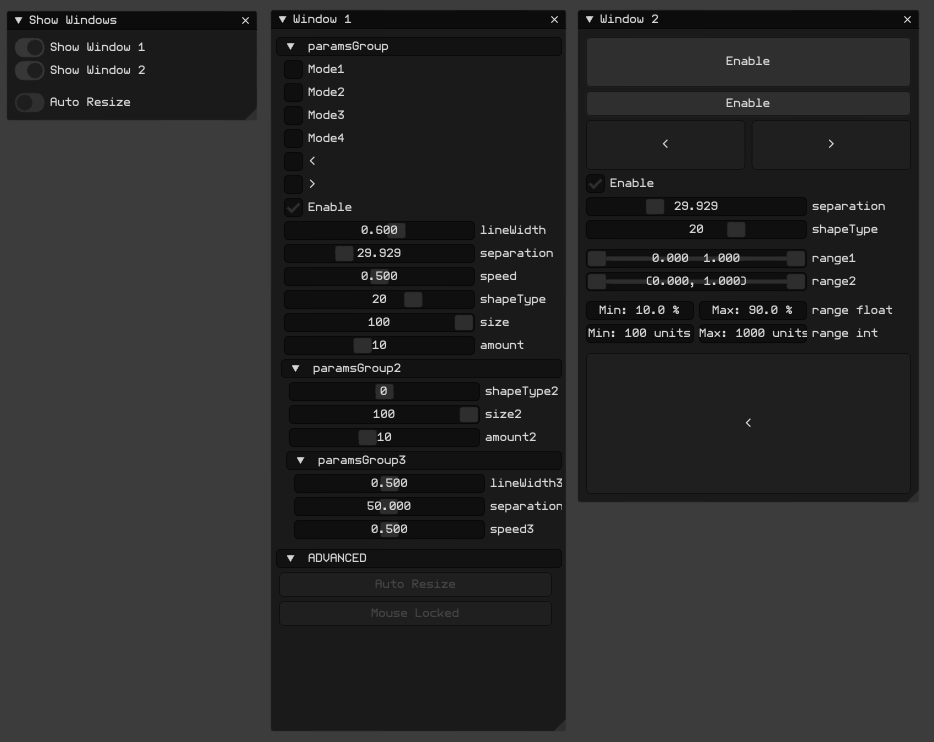 Show Windows
Show Window 1
Show Window 2
Auto Resize
Window 1
paramsGroup
Mode1
Mode2
Mode3
Mode4
<
>
Enable
0.600 lineWidth
29.929 separation
0.500 speed
20 shapeType
100 size
10 amount
paramsGroup2
0 shapeType2
100 size2
10 amount2
paramsGroup3
0.500 lineWidth3
50.000 separation
0.500 speed3
ADVANCED
Auto Resize
Mouse Locked
Window 2
Enable
Enable
< >
Enable
29.929 separation
20 shapeType
0.000 1.000 range1
(0.000, 1.000) range2
Min: 10.0 % Max: 90.0 % range float
Min: 100 units Max: 1000 units range int
<